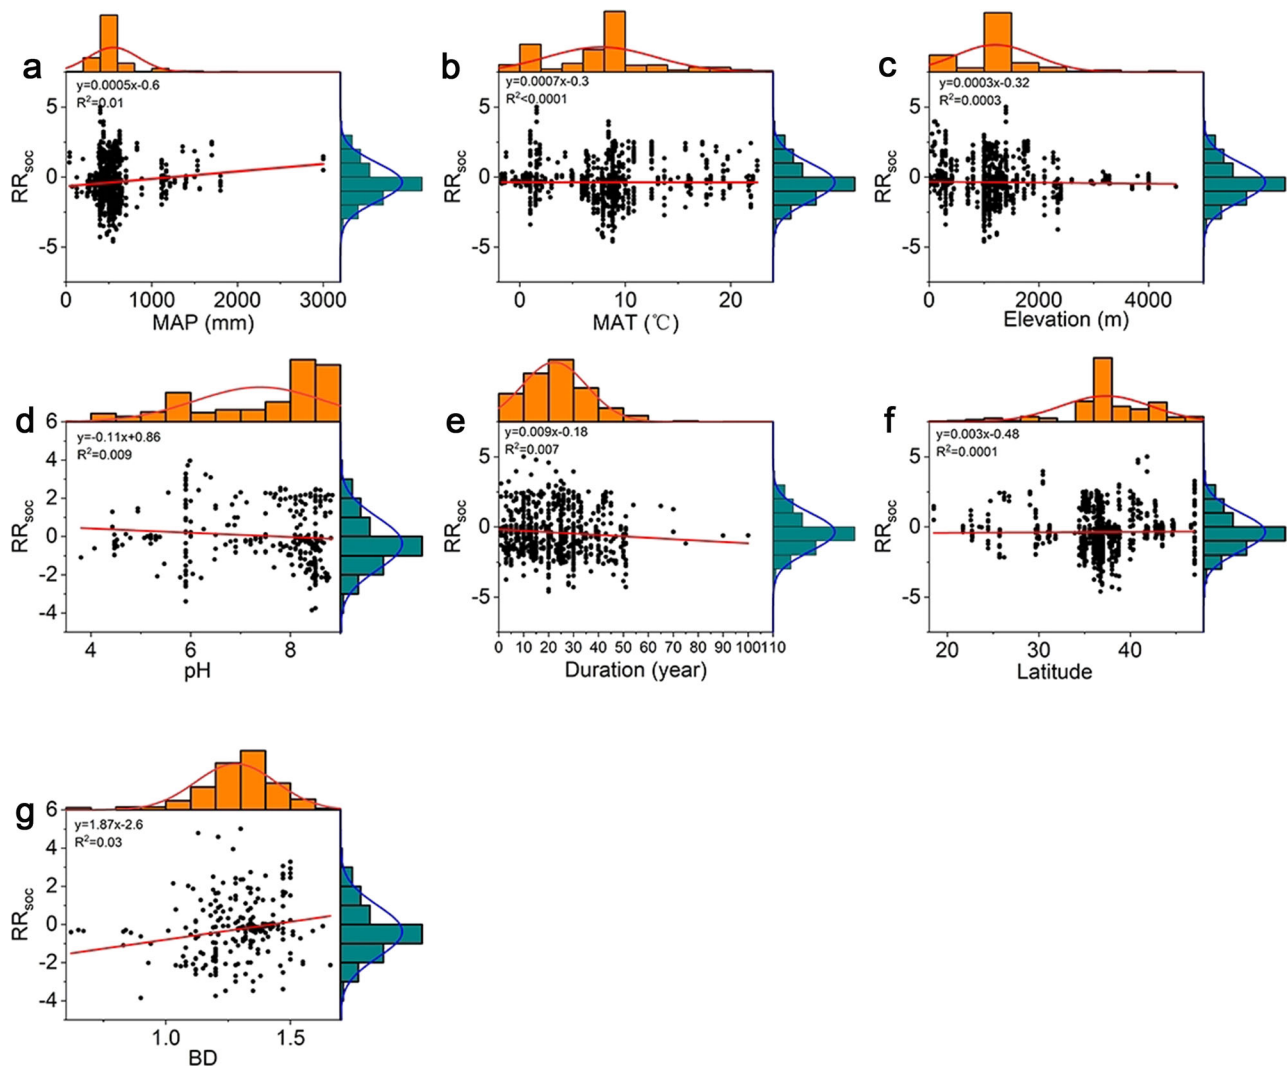 a
y=0.0005x-0.6
R²=0.01
5
0
-5
RRsoc
0 1000 2000 3000
MAP (mm)
b
y=0.0007x-0.3
R²<0.0001
0 10 20
MAT (℃)
c
y=0.0003x-0.32
R²=0.0003
5
0
-5
RRsoc
0 2000 4000
Elevation (m)
d
y=-0.11x+0.86
R²=0.009
6
4
2
0
-2
-4
RRsoc
4 6 8
pH
e
y=0.009x-0.18
R²=0.007
5
0
-5
RRsoc
0 10 20 30 40 50 60 70 80 90 100 110
Duration (year)
f
y=0.003x-0.48
R²=0.0001
5
0
-5
RRsoc
20 30 40
Latitude
g
y=1.87x-2.6
R²=0.03
6
4
2
0
-2
-4
RRsoc
1.0 1.5
BD